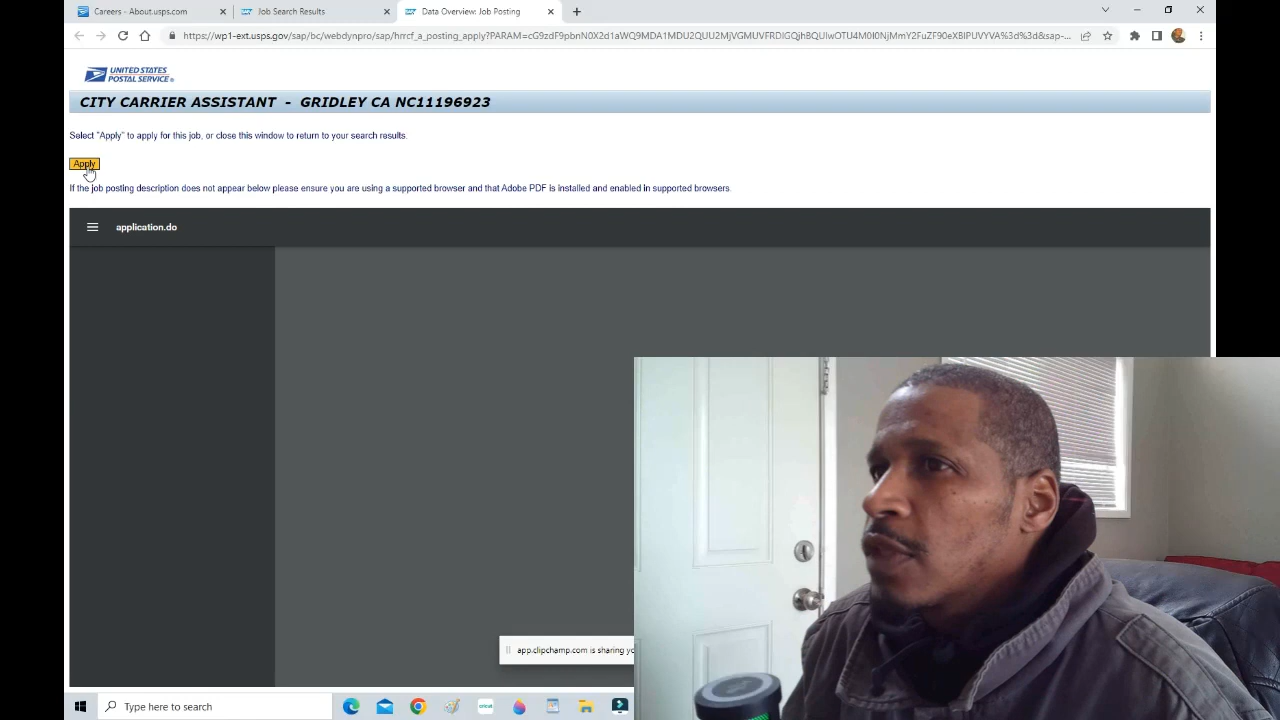 Careers - About.usps.com
Job Search Results
Data Overview: Job Posting
UNITED STATES
POSTAL SERVICE
CITY CARRIER ASSISTANT - GRIDLEY CA NC11196923
Select "Apply" to apply for this job, or close this window to return to your search results.
Apply
If the job posting description does not appear below please ensure you are using a supported browser and that Adobe PDF is installed and enabled in supported browsers.
application.do
app.clipchamp.com is sharing
Type here to search
cricut